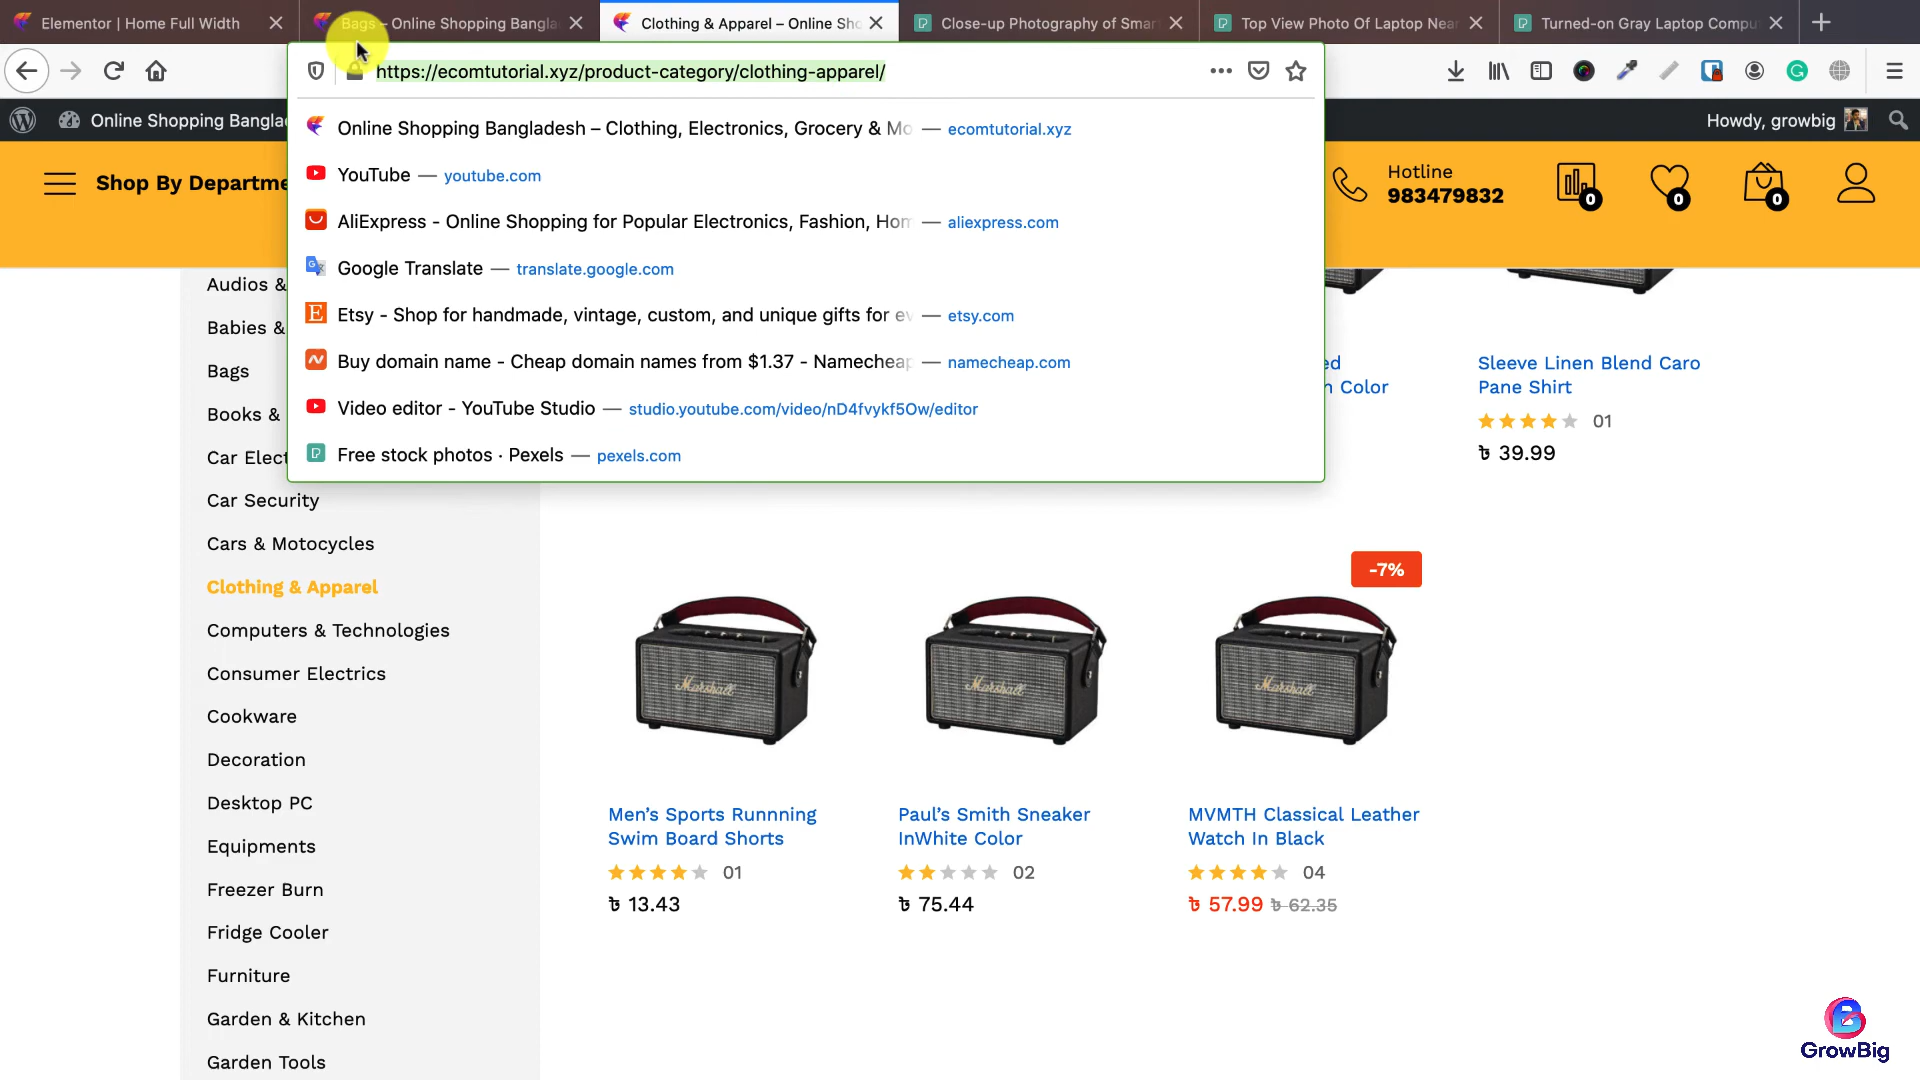 Elementor | Home Full Width
Bags – Online Shopping Bangla
Clothing & Apparel – Online Sho
Close-up Photography of Smar
Top View Photo Of Laptop Near
Turned-on Gray Laptop Compu
https://ecomtutorial.xyz/product-category/clothing-apparel/
Online Shopping Bangla
Howdy, growbig
Online Shopping Bangladesh – Clothing, Electronics, Grocery & Mo — ecomtutorial.xyz
YouTube — youtube.com
AliExpress - Online Shopping for Popular Electronics, Fashion, Hom — aliexpress.com
Google Translate — translate.google.com
Etsy - Shop for handmade, vintage, custom, and unique gifts for ev — etsy.com
Buy domain name - Cheap domain names from $1.37 - Namecheap — namecheap.com
Video editor - YouTube Studio — studio.youtube.com/video/nD4fvykf5Ow/editor
Free stock photos · Pexels — pexels.com
Shop By Departme
Hotline
983479832
0
0
0
Audios &
Babies &
Bags
Books &
Car Elect
Car Security
Cars & Motocycles
Clothing & Apparel
Computers & Technologies
Consumer Electrics
Cookware
Decoration
Desktop PC
Equipments
Freezer Burn
Fridge Cooler
Furniture
Garden & Kitchen
Garden Tools
ed
n Color
Sleeve Linen Blend Caro
Pane Shirt
01
৳ 39.99
-7%
Marshall
Marshall
Marshall
Men’s Sports Runnning
Swim Board Shorts
01
৳ 13.43
Paul’s Smith Sneaker
InWhite Color
02
৳ 75.44
MVMTH Classical Leather
Watch In Black
04
৳ 57.99 ৳ 62.35
GrowBig